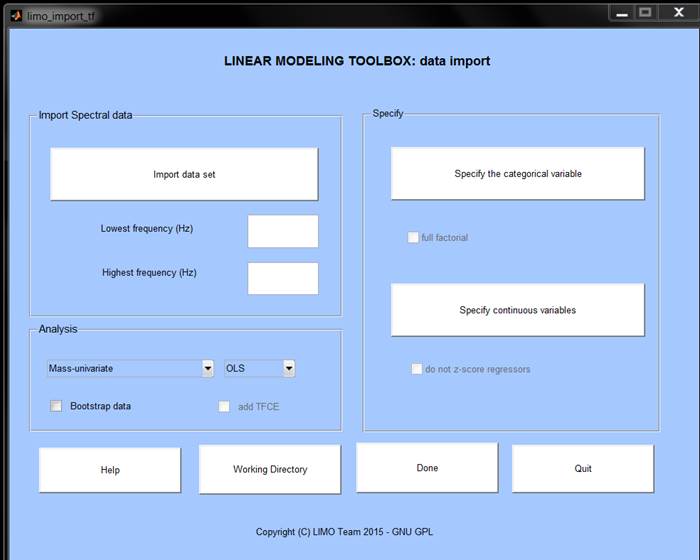 limo_import_tf
LINEAR MODELING TOOLBOX: data import
Import Spectral data
Import data set
Lowest frequency (Hz)
Highest frequency (Hz)
Specify
Specify the categorical variable
full factorial
Specify continuous variables
do not z-score regressors
Analysis
Mass-univariate
OLS
Bootstrap data
add TFCE
Help
Working Directory
Done
Quit
Copyright (C) LIMO Team 2015 - GNU GPL